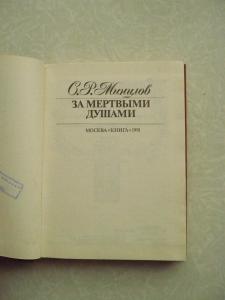 С.Р. Минцлов
ЗА МЕРТВЫМИ
ДУШАМИ
МОСКВА • КНИГА • 1991